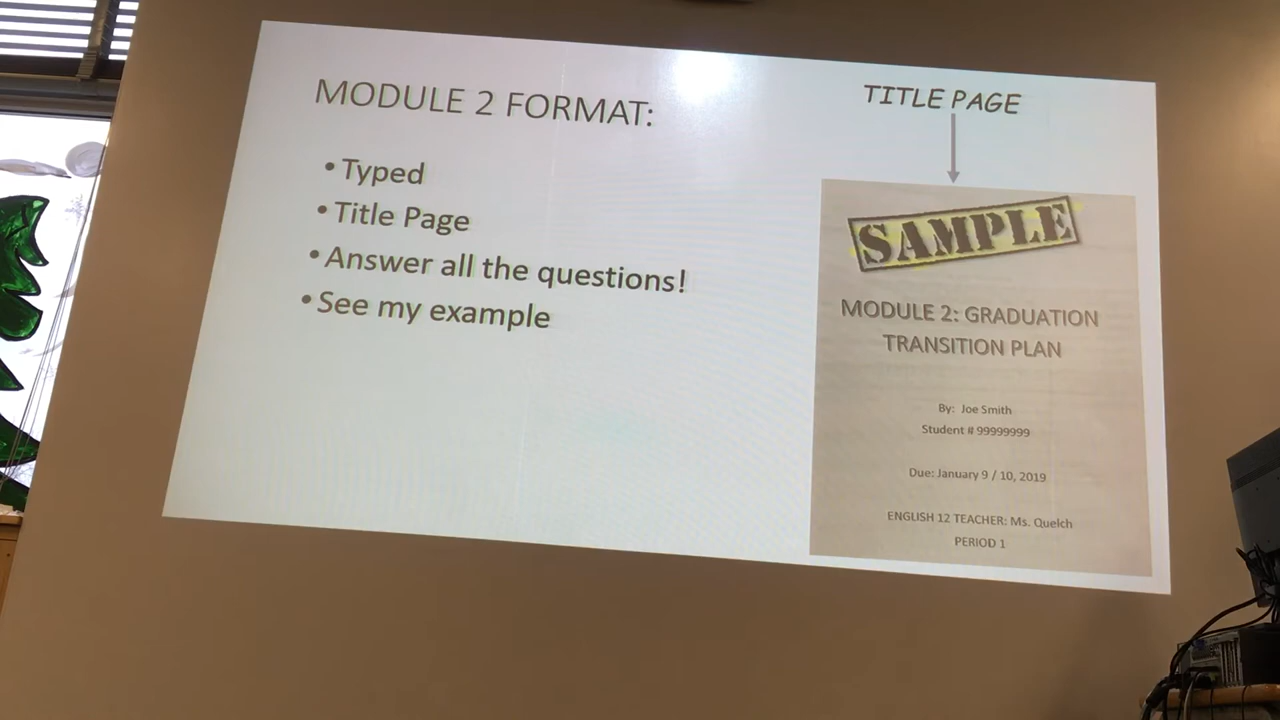 MODULE 2 FORMAT:
• Typed
• Title Page
• Answer all the questions!
• See my example
TITLE PAGE
SAMPLE
MODULE 2: GRADUATION
TRANSITION PLAN
By: Joe Smith
Student # 99999999
Due: January 9 / 10, 2019
ENGLISH 12 TEACHER: Ms. Quelch
PERIOD 1